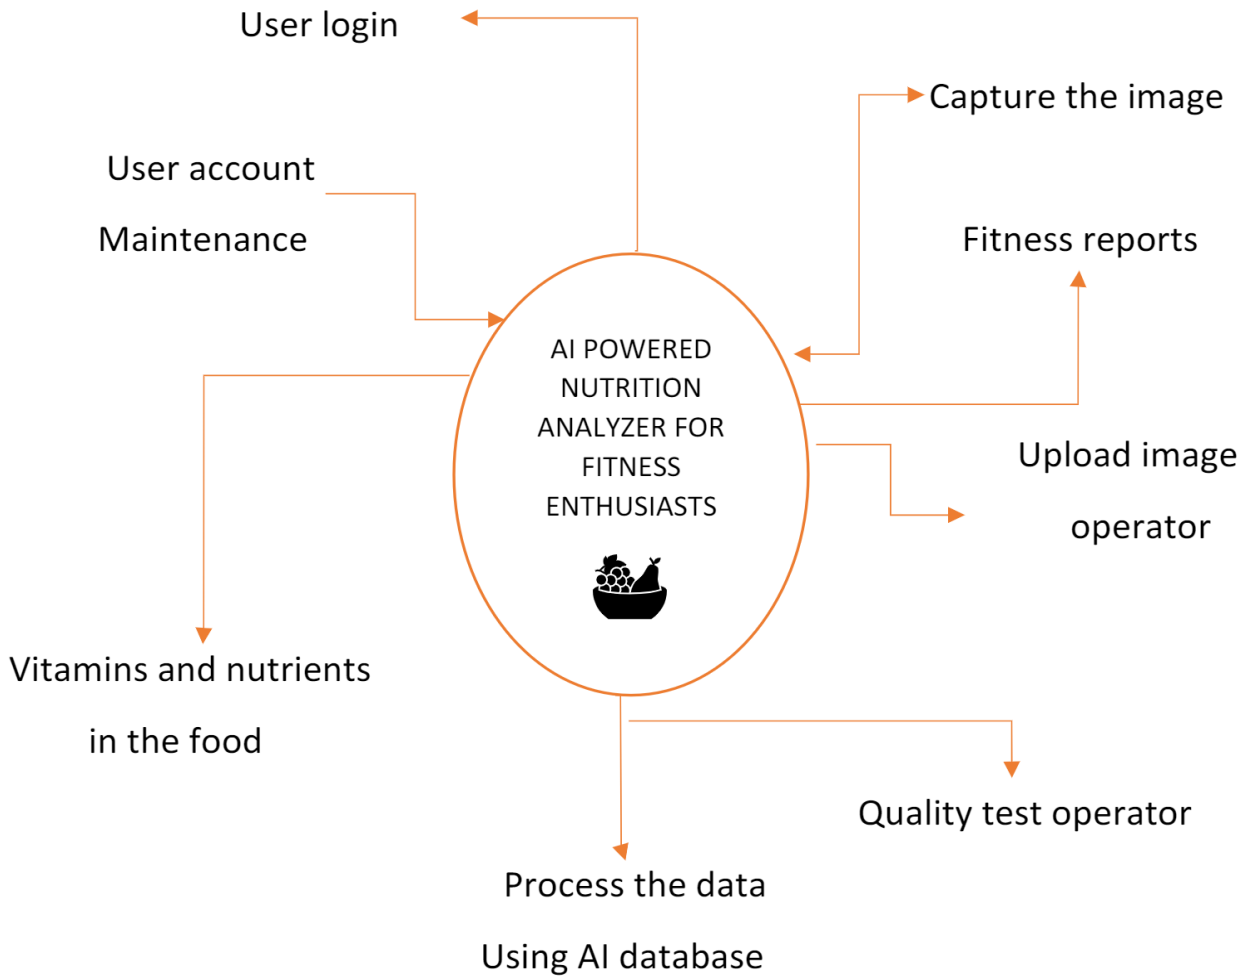 User login
Capture the image
User account
Maintenance
Fitness reports
AI POWERED
NUTRITION
ANALYZER FOR
FITNESS
ENTHUSIASTS
Upload image
operator
Vitamins and nutrients
in the food
Quality test operator
Process the data
Using AI database